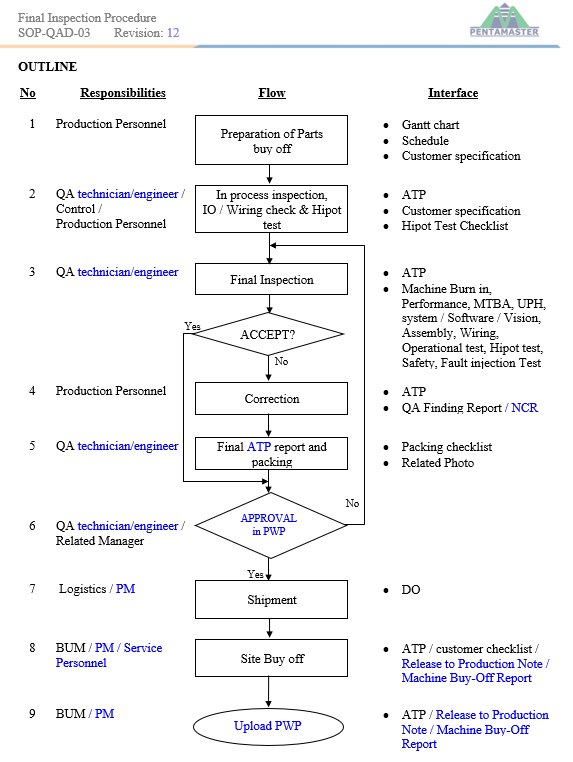 Final Inspection Procedure
SOP-QAD-03 Revision: 12
PENTAMASTER
OUTLINE
No Responsibilities Flow Interface
1 Production Personnel
Preparation of Parts
buy off
• Gantt chart
• Schedule
• Customer specification
2 QA technician/engineer /
Control /
Production Personnel
In process inspection,
IO / Wiring check & Hipot
test
• ATP
• Customer specification
• Hipot Test Checklist
3 QA technician/engineer
Final Inspection
• ATP
• Machine Burn in,
Performance, MTBA, UPH,
system / Software / Vision,
Assembly, Wiring,
Operational test, Hipot test,
Safety, Fault injection Test
Yes
ACCEPT?
No
4 Production Personnel
Correction
• ATP
• QA Finding Report / NCR
5 QA technician/engineer
Final ATP report and
packing
• Packing checklist
• Related Photo
No
6 QA technician/engineer /
Related Manager
APPROVAL
in PWP
Yes
7 Logistics / PM
Shipment
• DO
8 BUM / PM / Service
Personnel
Site Buy off
• ATP / customer checklist /
Release to Production Note /
Machine Buy-Off Report
9 BUM / PM
Upload PWP
• ATP / Release to Production
Note / Machine Buy-Off
Report